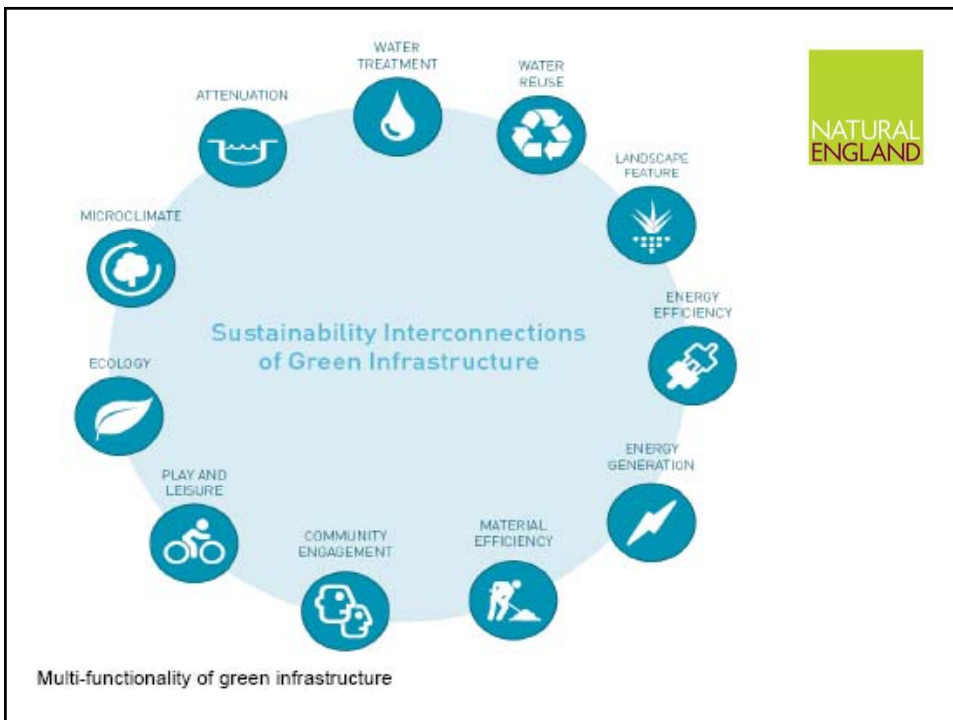 WATER
TREATMENT
WATER
REUSE
ATTENUATION
LANDSCAPE
FEATURE
MICROCLIMATE
ENERGY
EFFICIENCY
Sustainability Interconnections
of Green Infrastructure
ECOLOGY
ENERGY
GENERATION
PLAY AND
LEISURE
MATERIAL
EFFICIENCY
COMMUNITY
ENGAGEMENT
NATURAL
ENGLAND
Multi-functionality of green infrastructure